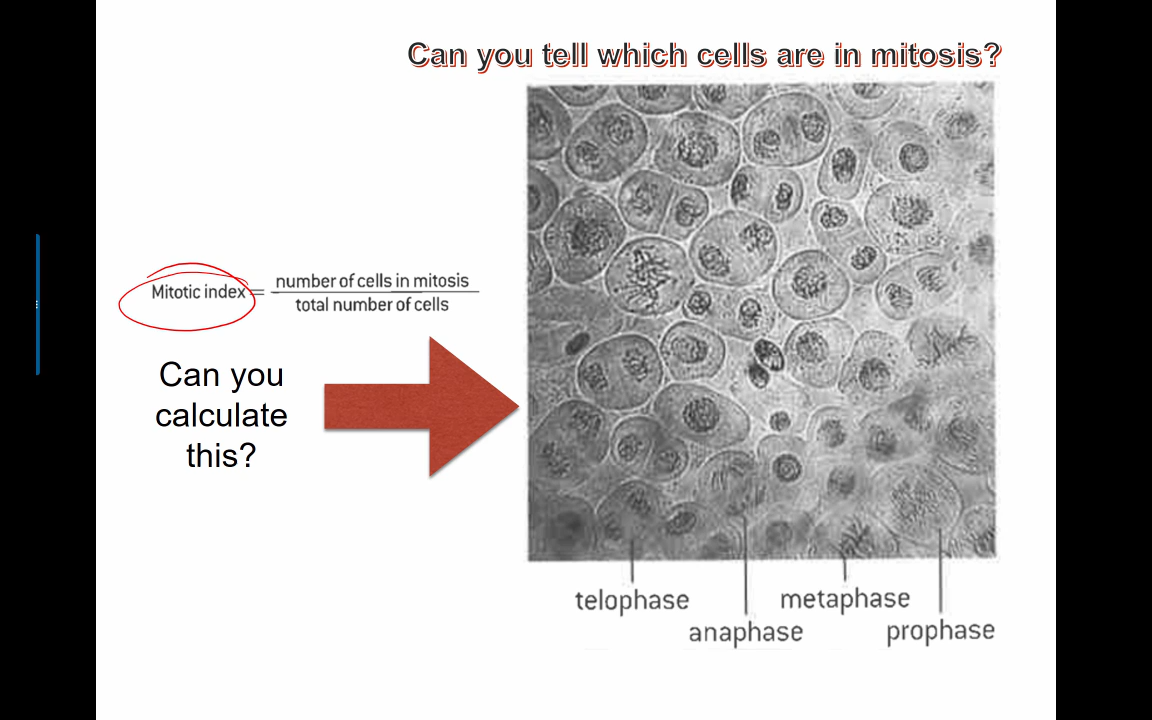 Can you tell which cells are in mitosis?
Mitotic index = number of cells in mitosis
total number of cells
Can you
calculate
this?
telophase
metaphase
anaphase
prophase